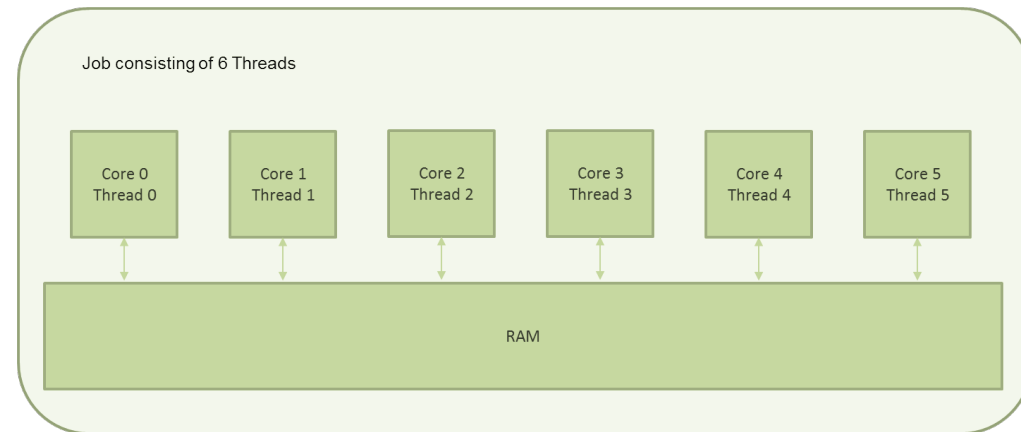 Job consisting of 6 Threads
Core 0
Thread 0
Core 1
Thread 1
Core 2
Thread 2
Core 3
Thread 3
Core 4
Thread 4
Core 5
Thread 5
RAM